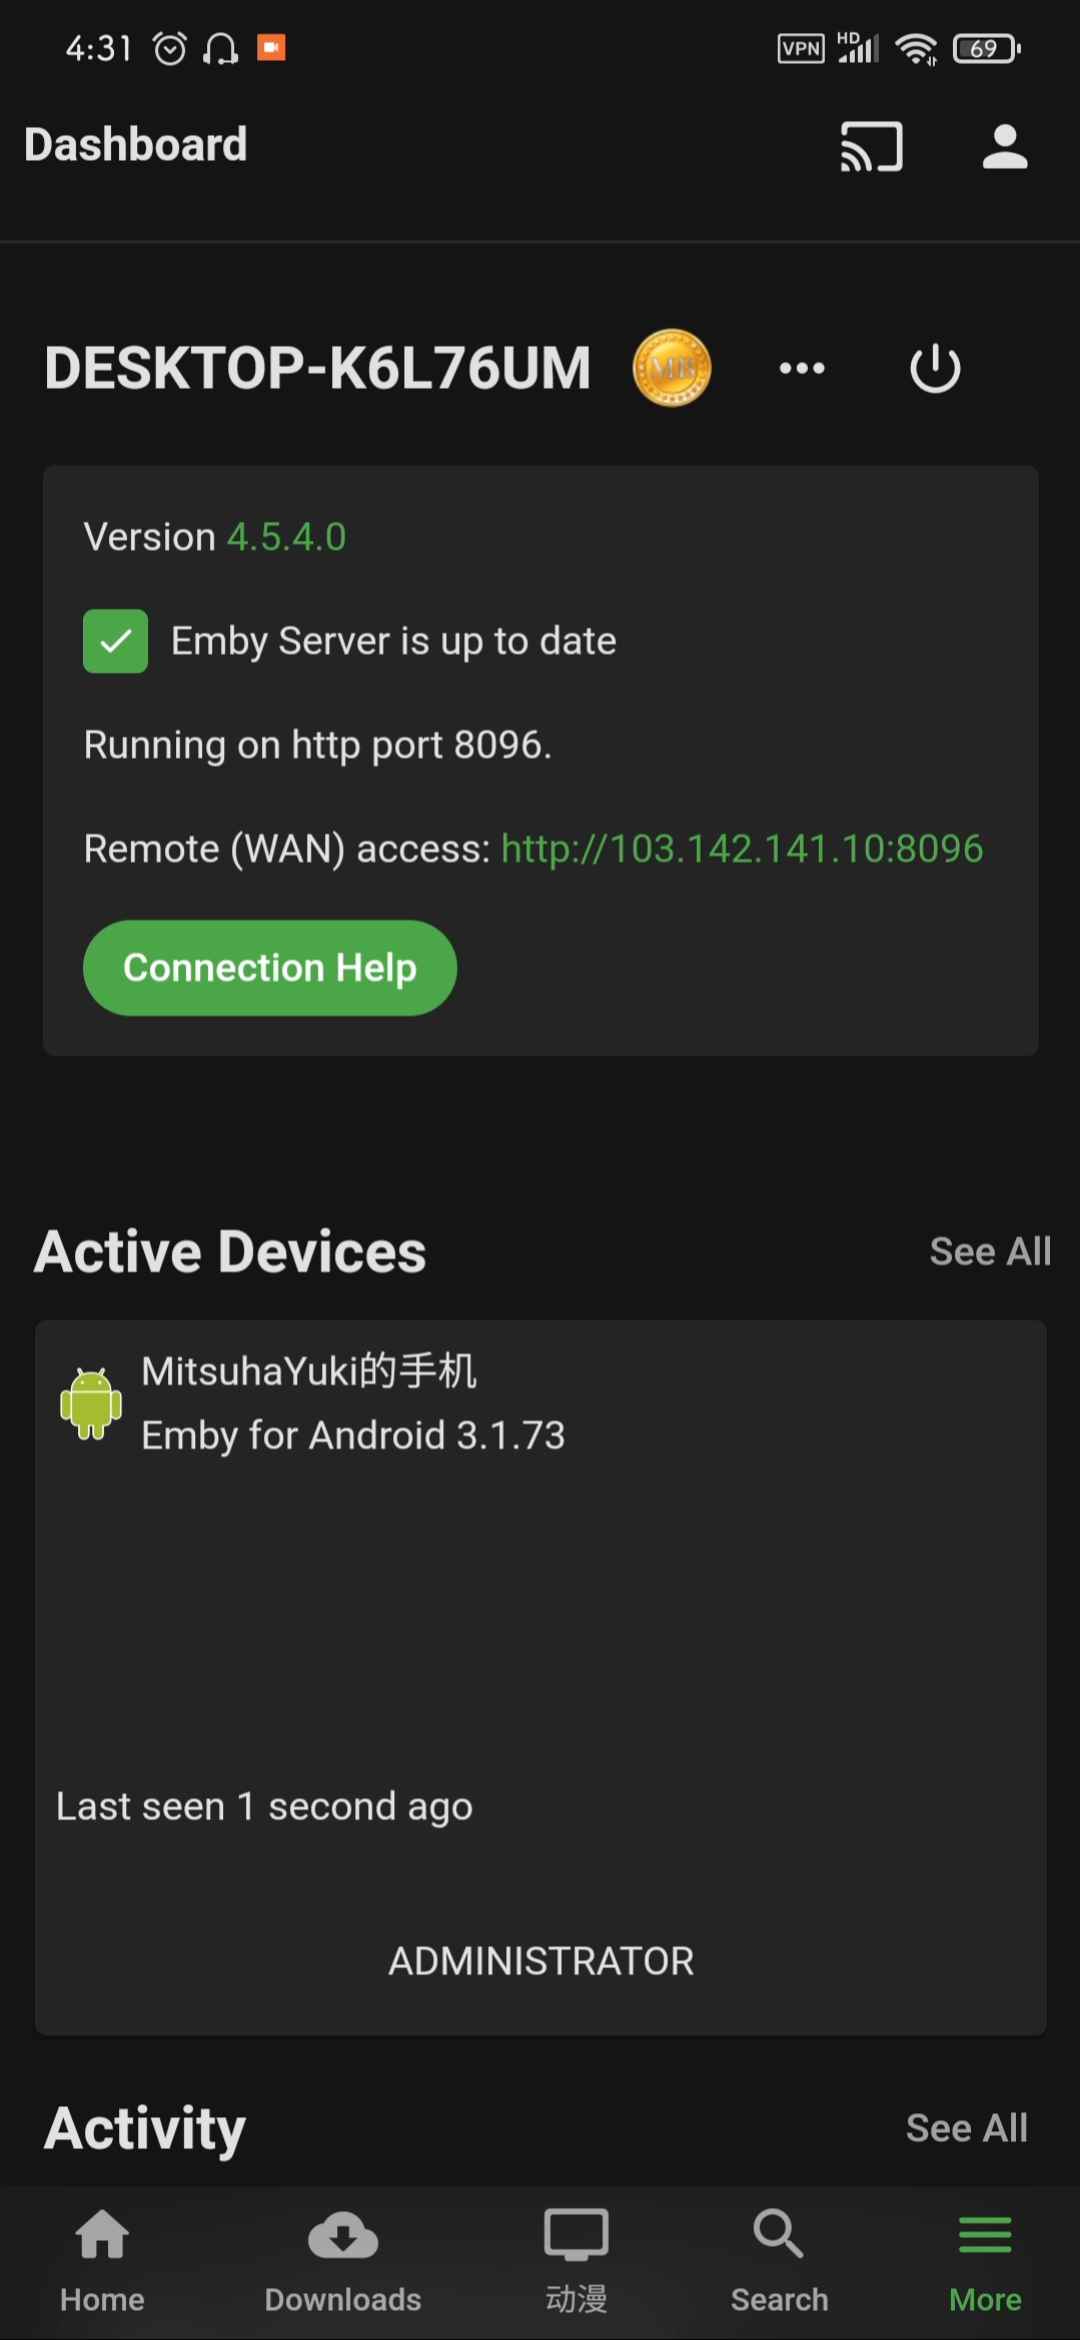 4:31 VPN HD 69
Dashboard
DESKTOP-K6L76UM MB
Version 4.5.4.0
Emby Server is up to date
Running on http port 8096.
Remote (WAN) access: http://103.142.141.10:8096
Connection Help
Active Devices See All
MitsuhaYuki的手机
Emby for Android 3.1.73
Last seen 1 second ago
ADMINISTRATOR
Activity See All
Home Downloads 动漫 Search More